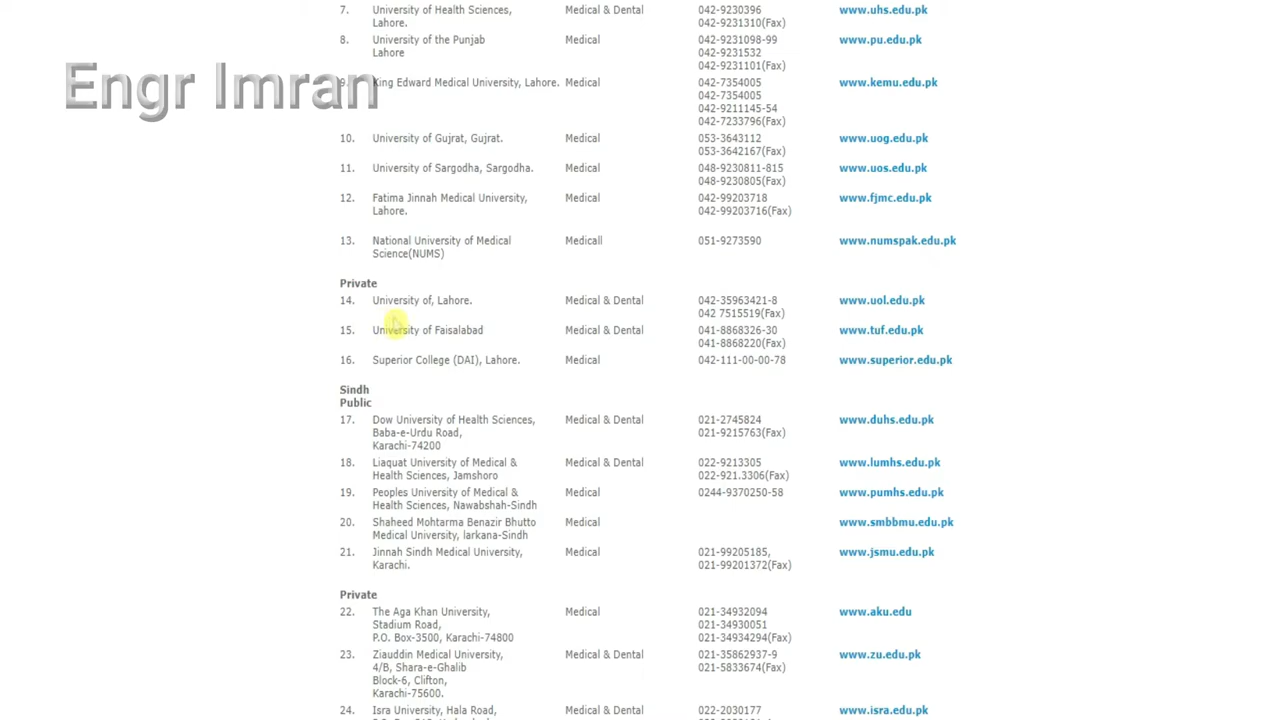 7. University of Health Sciences, Medical & Dental 042-9230396 www.uhs.edu.pk
Lahore. 042-9231310(Fax)
8. University of the Punjab Medical 042-9231098-99 www.pu.edu.pk
Lahore 042-9231532
042-9231101(Fax)
Engr Imran
9. King Edward Medical University, Lahore. Medical 042-7354005 www.kemu.edu.pk
042-7354005
042-9211145-54
042-7233796(Fax)
10. University of Gujrat, Gujrat. Medical 053-3643112 www.uog.edu.pk
053-3642167(Fax)
11. University of Sargodha, Sargodha. Medical 048-9230811-815 www.uos.edu.pk
048-9230805(Fax)
12. Fatima Jinnah Medical University, Medical 042-99203718 www.fjmc.edu.pk
Lahore. 042-99203716(Fax)
13. National University of Medical Medicall 051-9273590 www.numspak.edu.pk
Science(NUMS)
Private
14. University of, Lahore. Medical & Dental 042-35963421-8 www.uol.edu.pk
042 7515519(Fax)
15. University of Faisalabad Medical & Dental 041-8868326-30 www.tuf.edu.pk
041-8868220(Fax)
16. Superior College (DAI), Lahore. Medical 042-111-00-00-78 www.superior.edu.pk
Sindh
Public
17. Dow University of Health Sciences, Medical & Dental 021-2745824 www.duhs.edu.pk
Baba-e-Urdu Road, 021-9215763(Fax)
Karachi-74200
18. Liaquat University of Medical & Medical & Dental 022-9213305 www.lumhs.edu.pk
Health Sciences, Jamshoro 022-921.3306(Fax)
19. Peoples University of Medical & Medical 0244-9370250-58 www.pumhs.edu.pk
Health Sciences, Nawabshah-Sindh
20. Shaheed Mohtarma Benazir Bhutto Medical www.smbbmu.edu.pk
Medical University, larkana-Sindh
21. Jinnah Sindh Medical University, Medical 021-99205185, www.jsmu.edu.pk
Karachi. 021-99201372(Fax)
Private
22. The Aga Khan University, Medical 021-34932094 www.aku.edu
Stadium Road, 021-34930051
P.O. Box-3500, Karachi-74800 021-34934294(Fax)
23. Ziauddin Medical University, Medical & Dental 021-35862937-9 www.zu.edu.pk
4/B, Shara-e-Ghalib 021-5833674(Fax)
Block-6, Clifton,
Karachi-75600.
24. Isra University, Hala Road, Medical & Dental 022-2030177 www.isra.edu.pk